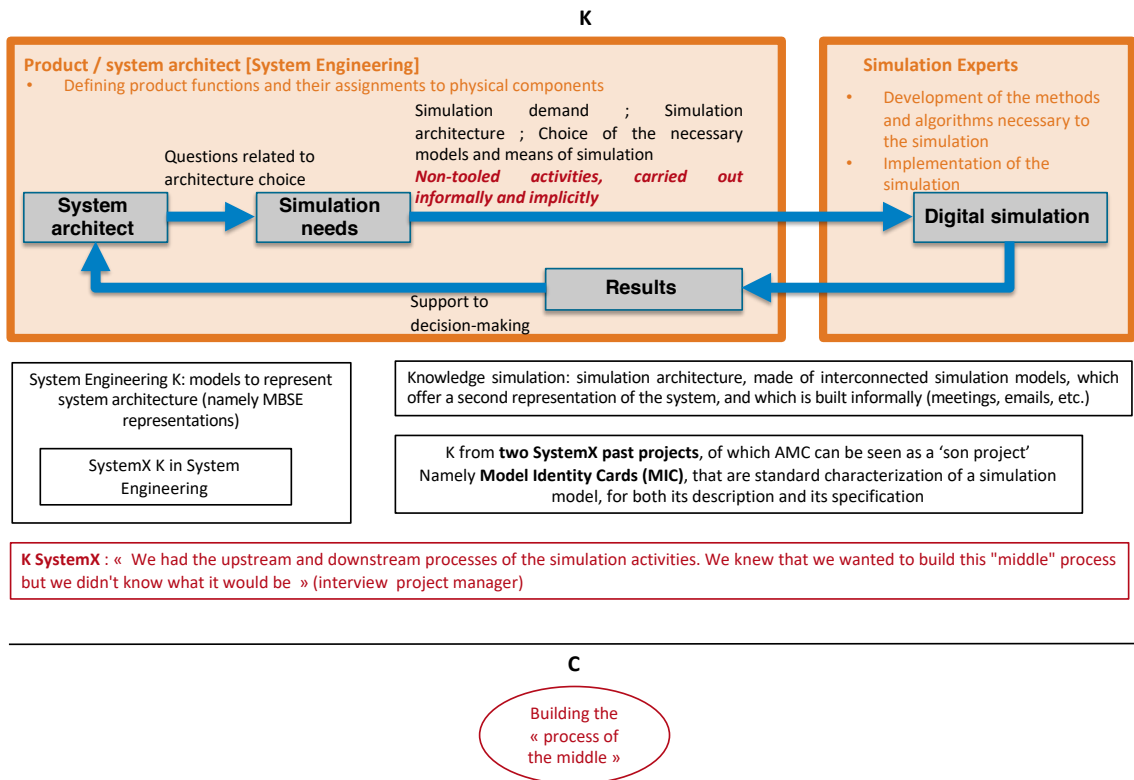 K
Product / system architect [System Engineering]
• Defining product functions and their assignments to physical components
Simulation demand ; Simulation
architecture ; Choice of the necessary
models and means of simulation
Non-tooled activities, carried out
informally and implicitly
Questions related to
architecture choice
System
architect
Simulation
needs
Results
Support to
decision-making
Simulation Experts
• Development of the methods
and algorithms necessary to
the simulation
• Implementation of the
simulation
Digital simulation
System Engineering K: models to represent
system architecture (namely MBSE
representations)
SystemX K in System
Engineering
Knowledge simulation: simulation architecture, made of interconnected simulation models, which
offer a second representation of the system, and which is built informally (meetings, emails, etc.)
K from two SystemX past projects, of which AMC can be seen as a ‘son project’
Namely Model Identity Cards (MIC), that are standard characterization of a simulation
model, for both its description and its specification
K SystemX : « We had the upstream and downstream processes of the simulation activities. We knew that we wanted to build this "middle" process
but we didn't know what it would be » (interview project manager)
C
Building the
« process of
the middle »